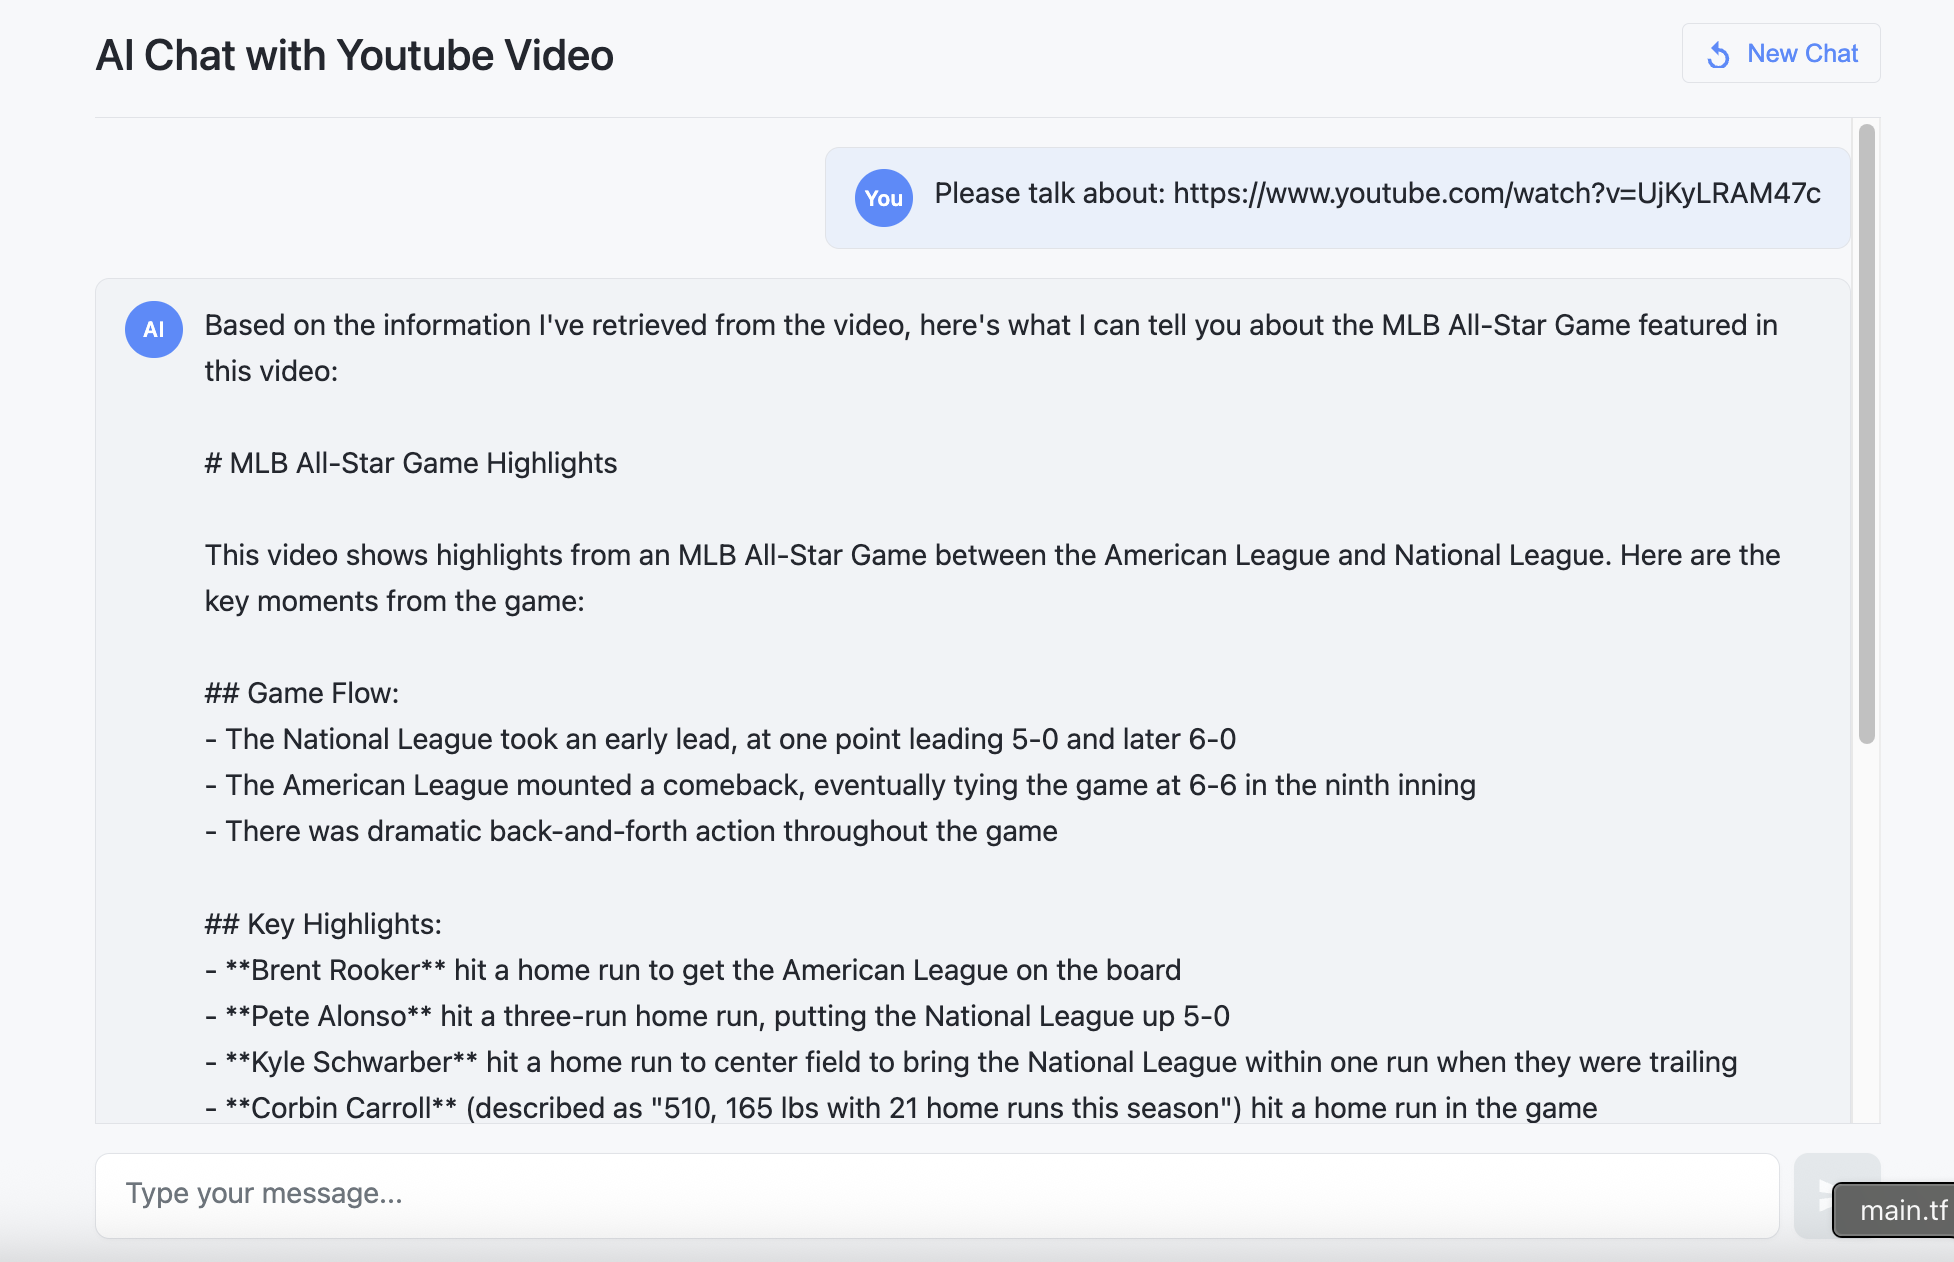 AI Chat with Youtube Video
New Chat
You
Please talk about: https://www.youtube.com/watch?v=UjKyLRAM47c
AI
Based on the information I've retrieved from the video, here's what I can tell you about the MLB All-Star Game featured in
this video:
# MLB All-Star Game Highlights
This video shows highlights from an MLB All-Star Game between the American League and National League. Here are the
key moments from the game:
## Game Flow:
- The National League took an early lead, at one point leading 5-0 and later 6-0
- The American League mounted a comeback, eventually tying the game at 6-6 in the ninth inning
- There was dramatic back-and-forth action throughout the game
## Key Highlights:
- **Brent Rooker** hit a home run to get the American League on the board
- **Pete Alonso** hit a three-run home run, putting the National League up 5-0
- **Kyle Schwarber** hit a home run to center field to bring the National League within one run when they were trailing
- **Corbin Carroll** (described as "510, 165 lbs with 21 home runs this season") hit a home run in the game
Type your message...
main.tf